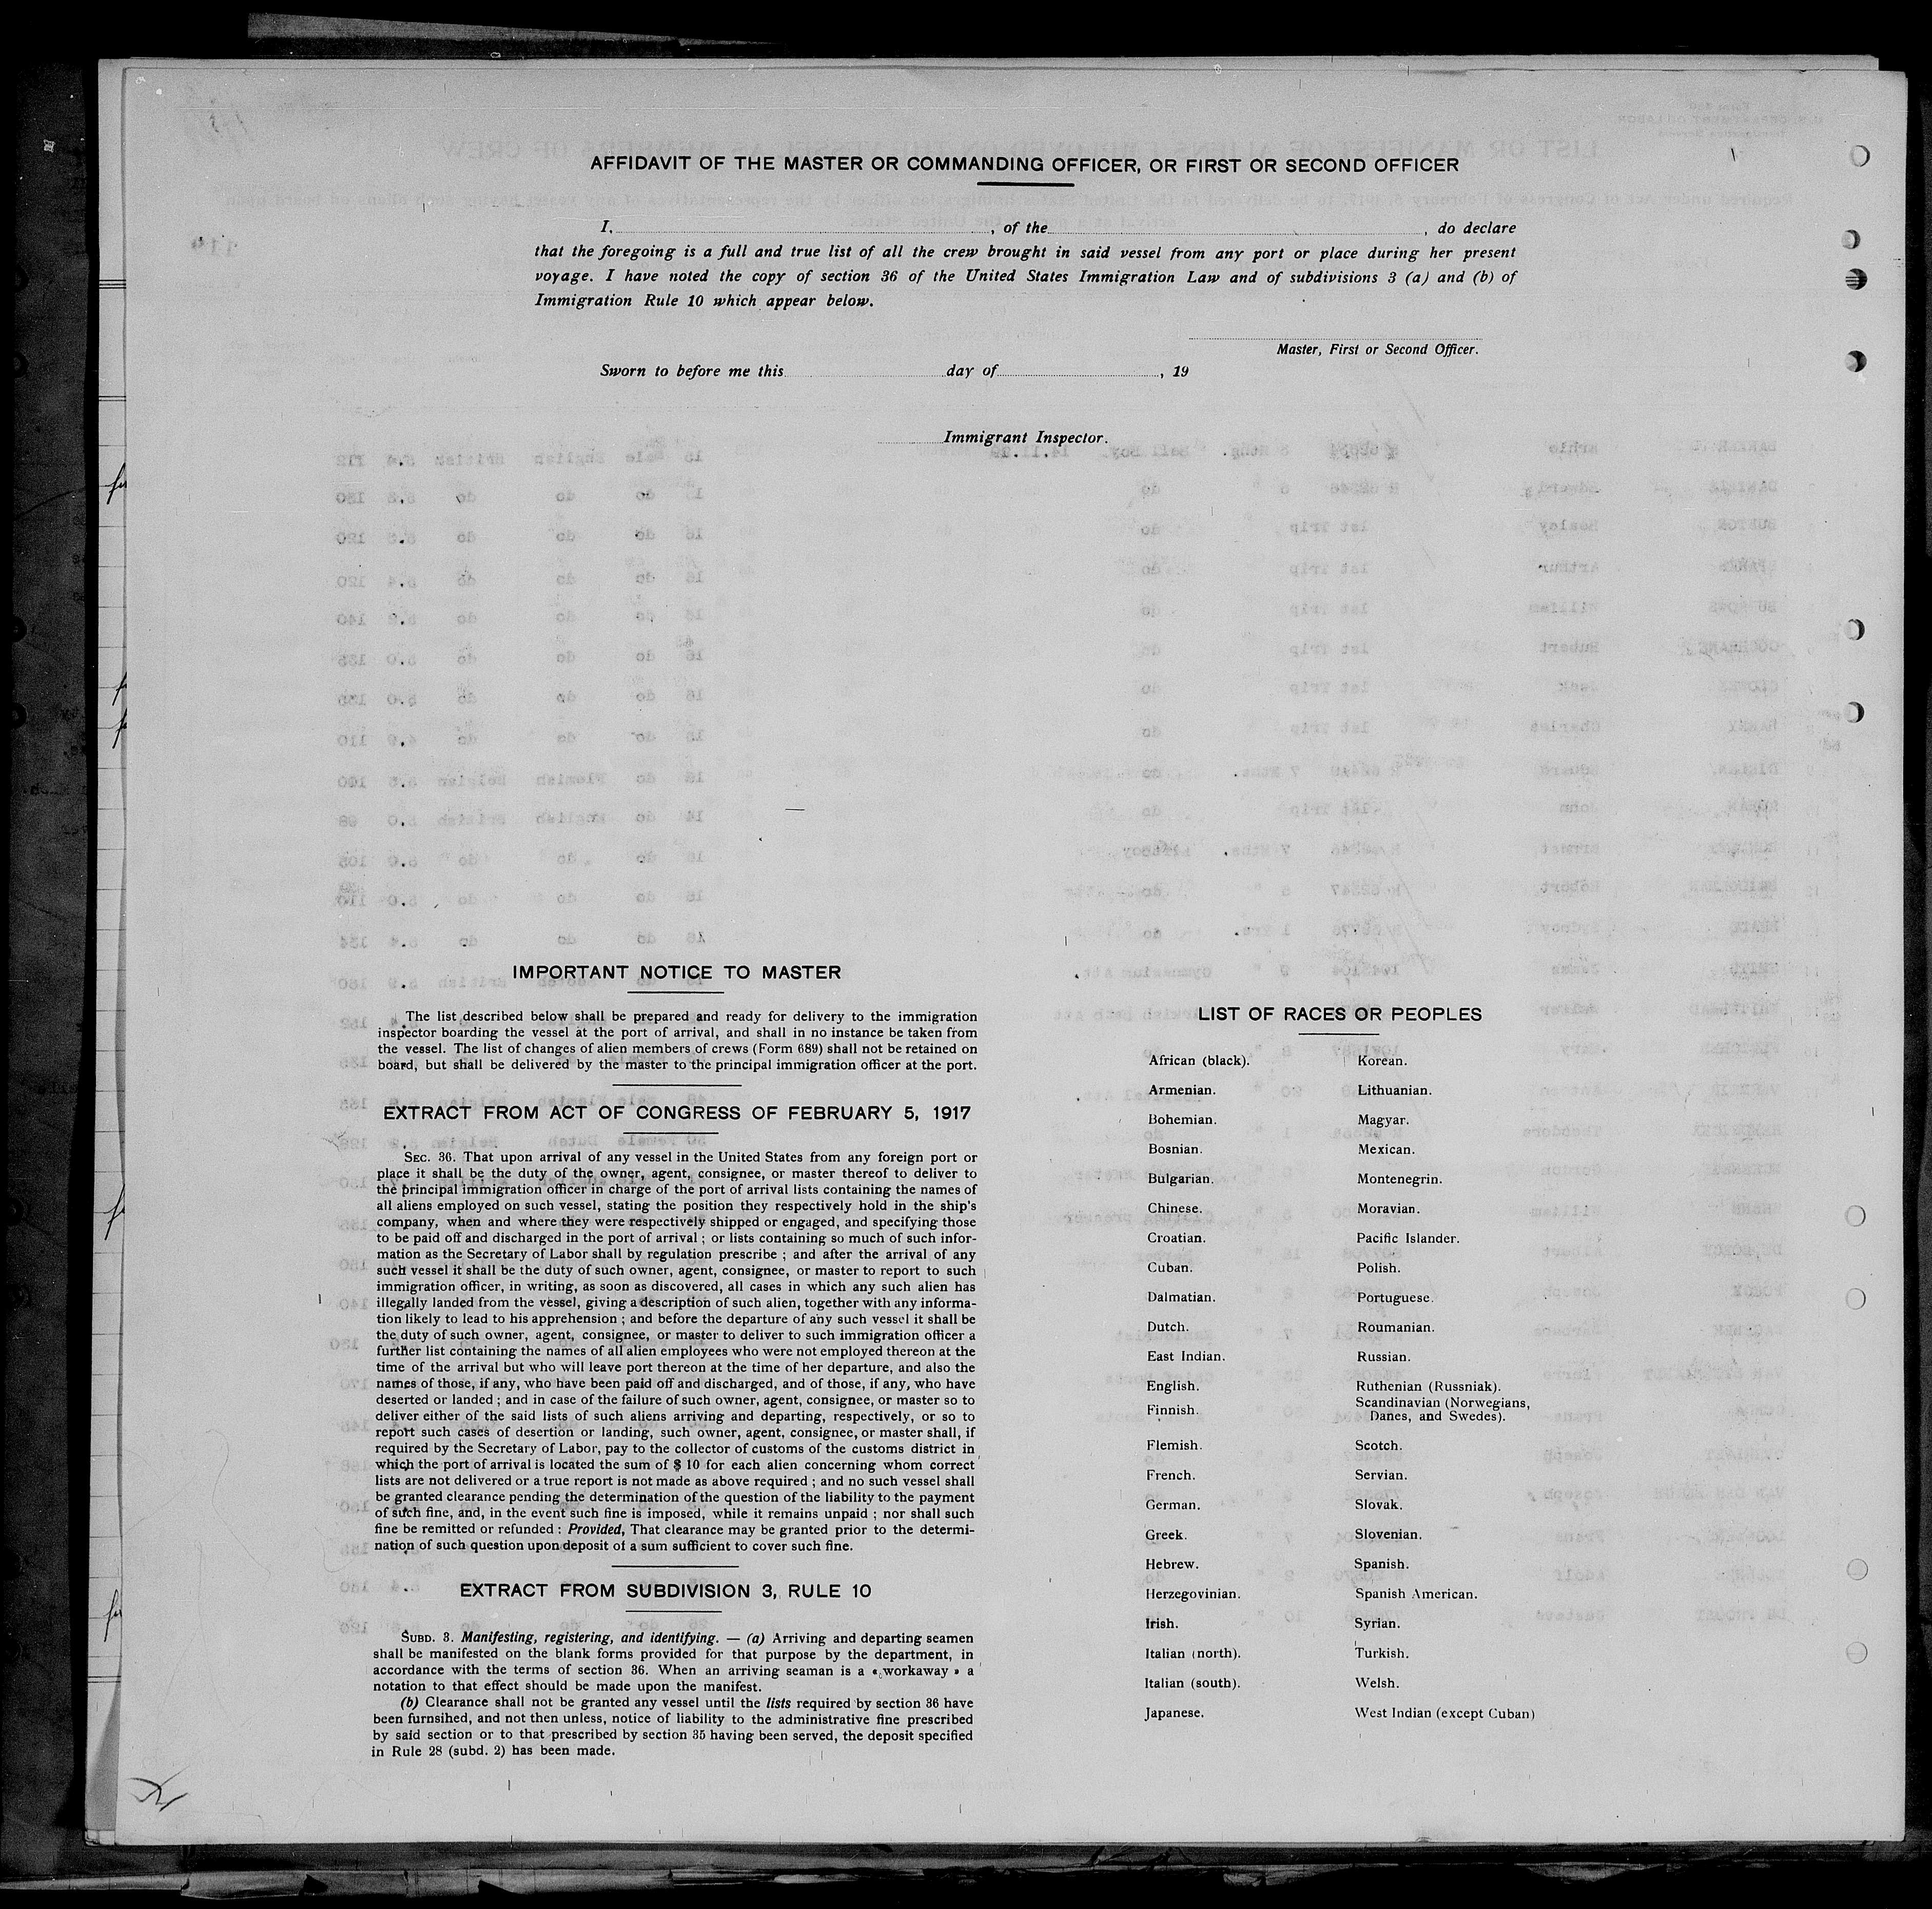 AFFIDAVIT OF THE MASTER OR COMMANDING OFFICER, OR FIRST OR SECOND OFFICER
I, , of the , do declare
that the foregoing is a full and true list of all the crew brought in said vessel from any port or place during her present
voyage. I have noted the copy of section 36 of the United States Immigration Law and of subdivisions 3 (a) and (b) of
Immigration Rule 10 which appear below.
Master, First or Second Officer.
Sworn to before me this day of , 19
Immigrant Inspector.
IMPORTANT NOTICE TO MASTER
The list described below shall be prepared and ready for delivery to the immigration
inspector boarding the vessel at the port of arrival, and shall in no instance be taken from
the vessel. The list of changes of alien members of crews (Form 689) shall not be retained on
board, but shall be delivered by the master to the principal immigration officer at the port.
EXTRACT FROM ACT OF CONGRESS OF FEBRUARY 5, 1917
SEC. 36. That upon arrival of any vessel in the United States from any foreign port or
place it shall be the duty of the owner, agent, consignee, or master thereof to deliver to
the principal immigration officer in charge of the port of arrival lists containing the names of
all aliens employed on such vessel, stating the position they respectively hold in the ship's
company, when and where they were respectively shipped or engaged, and specifying those
to be paid off and discharged in the port of arrival ; or lists containing so much of such infor-
mation as the Secretary of Labor shall by regulation prescribe ; and after the arrival of any
such vessel it shall be the duty of such owner, agent, consignee, or master to report to such
immigration officer, in writing, as soon as discovered, all cases in which any such alien has
illegally landed from the vessel, giving a description of such alien, together with any informa-
tion likely to lead to his apprehension ; and before the departure of any such vessel it shall be
the duty of such owner, agent, consignee, or master to deliver to such immigration officer a
further list containing the names of all alien employees who were not employed thereon at the
time of the arrival but who will leave port thereon at the time of her departure, and also the
names of those, if any, who have been paid off and discharged, and of those, if any, who have
deserted or landed ; and in case of the failure of such owner, agent, consignee, or master so to
deliver either of the said lists of such aliens arriving and departing, respectively, or so to
report such cases of desertion or landing, such owner, agent, consignee, or master shall, if
required by the Secretary of Labor, pay to the collector of customs of the customs district in
which the port of arrival is located the sum of $ 10 for each alien concerning whom correct
lists are not delivered or a true report is not made as above required ; and no such vessel shall
be granted clearance pending the determination of the question of the liability to the payment
of such fine, and, in the event such fine is imposed, while it remains unpaid ; nor shall such
fine be remitted or refunded : Provided, That clearance may be granted prior to the determi-
nation of such question upon deposit of a sum sufficient to cover such fine.
EXTRACT FROM SUBDIVISION 3, RULE 10
SUBD. 3. Manifesting, registering, and identifying. — (a) Arriving and departing seamen
shall be manifested on the blank forms provided for that purpose by the department, in
accordance with the terms of section 36. When an arriving seaman is a « workaway » a
notation to that effect should be made upon the manifest.
(b) Clearance shall not be granted any vessel until the lists required by section 36 have
been furnsihed, and not then unless, notice of liability to the administrative fine prescribed
by said section or to that prescribed by section 35 having been served, the deposit specified
in Rule 28 (subd. 2) has been made.
LIST OF RACES OR PEOPLES
African (black).
Armenian.
Bohemian.
Bosnian.
Bulgarian.
Chinese.
Croatian.
Cuban.
Dalmatian.
Dutch.
East Indian.
English.
Finnish.
Flemish.
French.
German.
Greek.
Hebrew.
Herzegovinian.
Irish.
Italian (north).
Italian (south).
Japanese.
Korean.
Lithuanian.
Magyar.
Mexican.
Montenegrin.
Moravian.
Pacific Islander.
Polish.
Portuguese.
Roumanian.
Russian.
Ruthenian (Russniak).
Scandinavian (Norwegians,
Danes, and Swedes).
Scotch.
Servian.
Slovak.
Slovenian.
Spanish.
Spanish American.
Syrian.
Turkish.
Welsh.
West Indian (except Cuban)